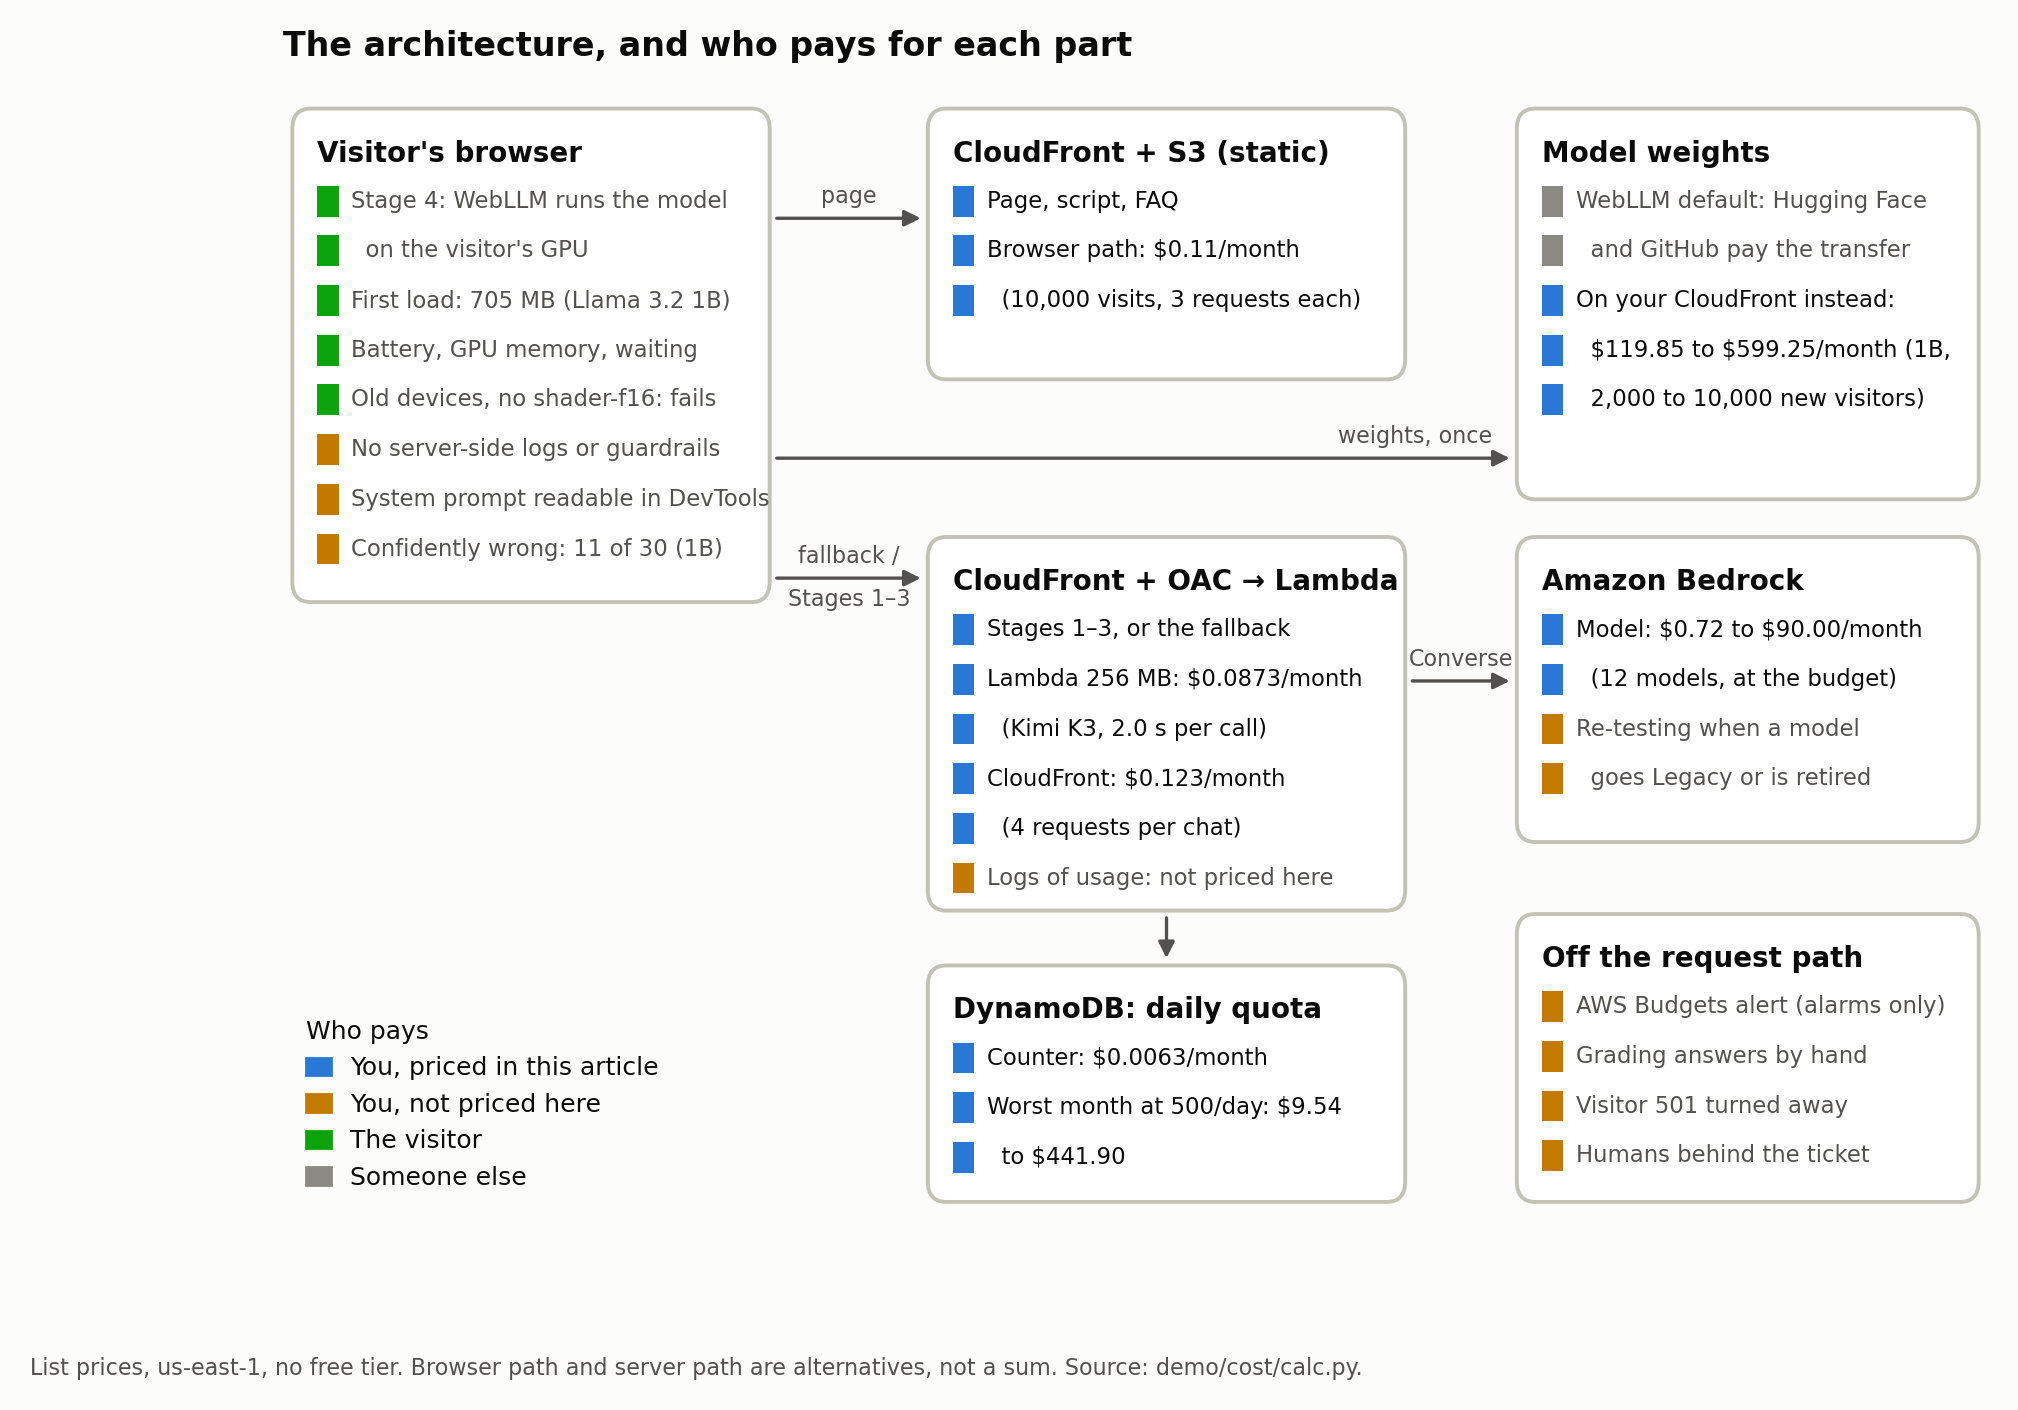 The architecture, and who pays for each part
Visitor's browser
Stage 4: WebLLM runs the model
on the visitor's GPU
First load: 705 MB (Llama 3.2 1B)
Battery, GPU memory, waiting
Old devices, no shader-f16: fails
No server-side logs or guardrails
System prompt readable in DevTools
Confidently wrong: 11 of 30 (1B)
page
CloudFront + S3 (static)
Page, script, FAQ
Browser path: $0.11/month
(10,000 visits, 3 requests each)
Model weights
WebLLM default: Hugging Face
and GitHub pay the transfer
On your CloudFront instead:
$119.85 to $599.25/month (1B,
2,000 to 10,000 new visitors)
weights, once
fallback /
Stages 1–3
CloudFront + OAC → Lambda
Stages 1–3, or the fallback
Lambda 256 MB: $0.0873/month
(Kimi K3, 2.0 s per call)
CloudFront: $0.123/month
(4 requests per chat)
Logs of usage: not priced here
Converse
Amazon Bedrock
Model: $0.72 to $90.00/month
(12 models, at the budget)
Re-testing when a model
goes Legacy or is retired
DynamoDB: daily quota
Counter: $0.0063/month
Worst month at 500/day: $9.54
to $441.90
Off the request path
AWS Budgets alert (alarms only)
Grading answers by hand
Visitor 501 turned away
Humans behind the ticket
Who pays
You, priced in this article
You, not priced here
The visitor
Someone else
List prices, us-east-1, no free tier. Browser path and server path are alternatives, not a sum. Source: demo/cost/calc.py.